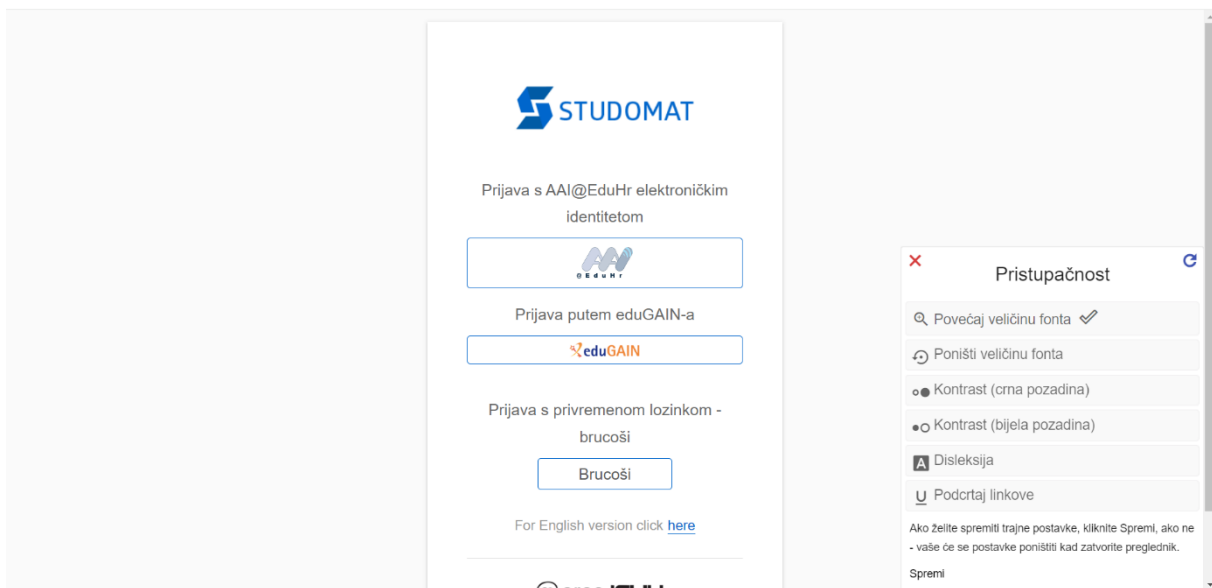 STUDOMAT
Prijava s AAI@EduHr elektroničkim
identitetom
AAI
@EduHr
Prijava putem eduGAIN-a
eduGAIN
Prijava s privremenom lozinkom -
brucoši
Brucoši
For English version click here
Pristupačnost
Povećaj veličinu fonta
Poništi veličinu fonta
Kontrast (crna pozadina)
Kontrast (bijela pozadina)
A Disleksija
U Podcrtaj linkove
Ako želite spremiti trajne postavke, kliknite Spremi, ako ne
- vaše će se postavke poništiti kad zatvorite preglednik.
Spremi